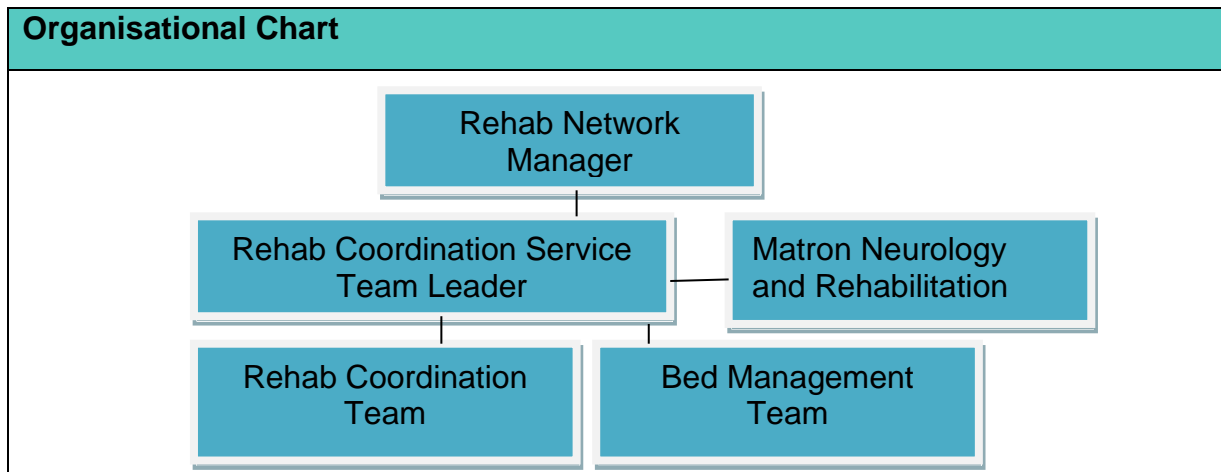 Organisational Chart
Rehab Network
Manager
Rehab Coordination Service
Team Leader
Matron Neurology
and Rehabilitation
Rehab Coordination
Team
Bed Management
Team